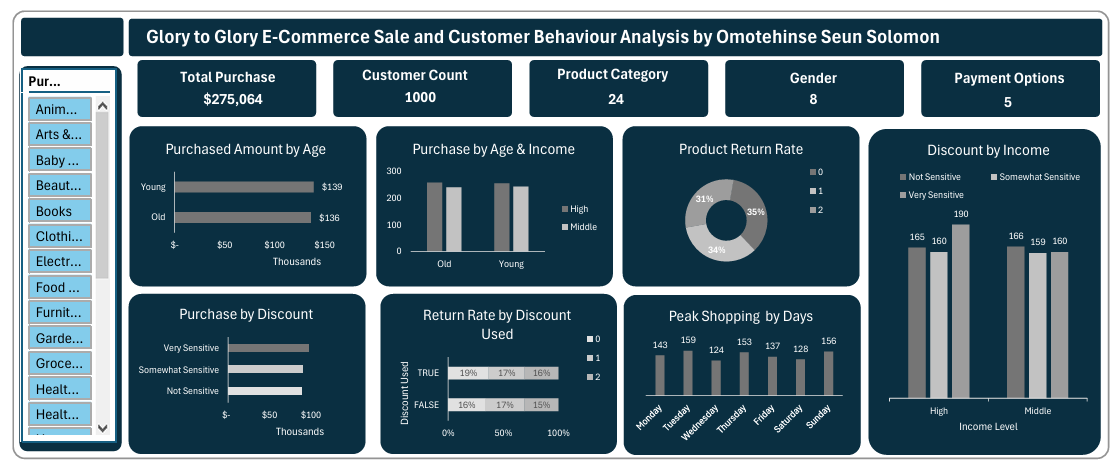 Glory to Glory E-Commerce Sale and Customer Behaviour Analysis by Omotehinse Seun Solomon
Total Purchase
$275,064
Customer Count
1000
Product Category
24
Gender
8
Payment Options
5
Pur...
Anim...
Arts &...
Baby ...
Beaut...
Books
Clothi...
Electr...
Food ...
Furnit...
Garde...
Groce...
Healt...
Healt...
Purchased Amount by Age
Young
$139
Old
$136
$- $50 $100 $150
Thousands
Purchase by Age & Income
300
200
100
0
Old Young
High
Middle
Product Return Rate
0
1
2
31%
35%
34%
Discount by Income
Not Sensitive Somewhat Sensitive
Very Sensitive
165 160 190 166 159 160
High Middle
Income Level
Purchase by Discount
Very Sensitive
Somewhat Sensitive
Not Sensitive
$- $50 $100
Thousands
Return Rate by Discount
Used
0
1
2
Discount Used
TRUE
19% 17% 16%
FALSE
16% 17% 15%
0% 50% 100%
Peak Shopping by Days
143 159 124 153 137 128 156
Monday Tuesday Wednesday Thursday Friday Saturday Sunday